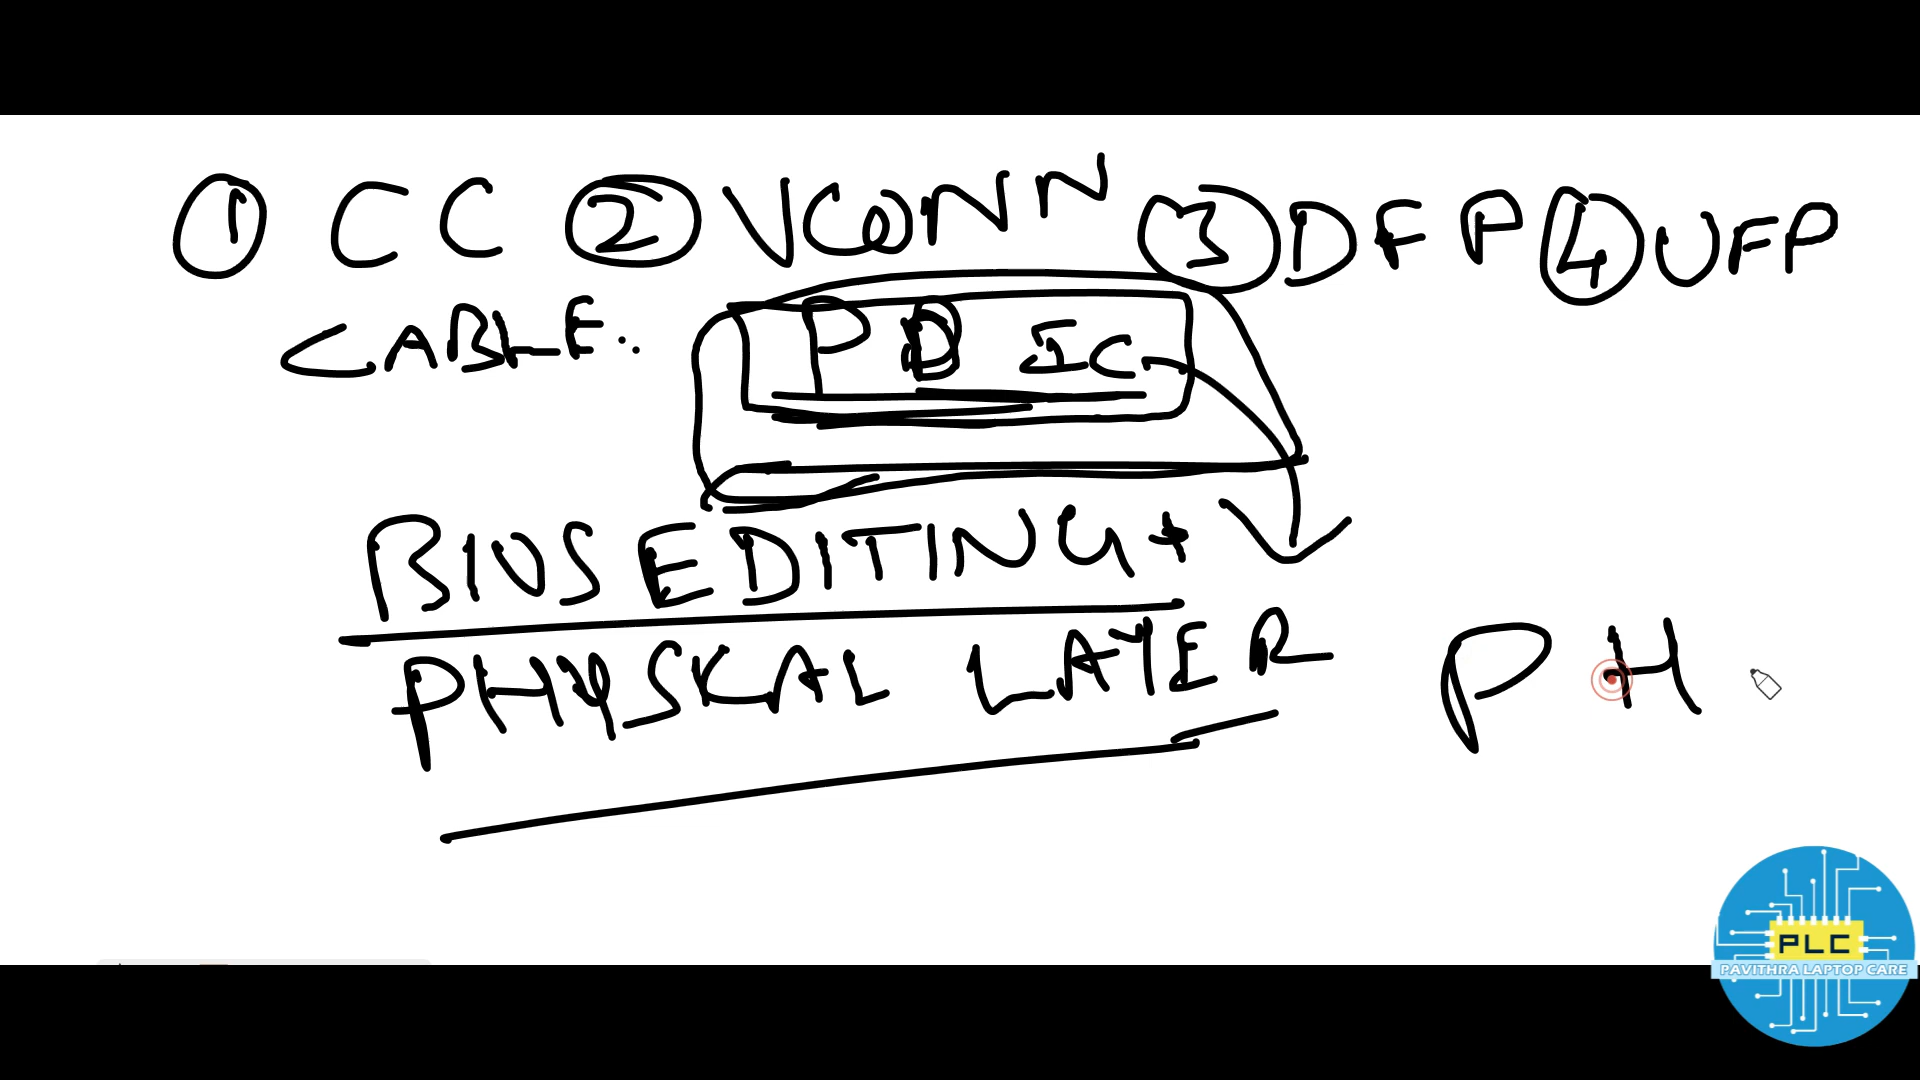 ① CC ② VCONN ③ DFP ④ UFP
CABLE..
PD IC
BIOS EDITING +
PHYSCAL LAYER
PH
PLC
PAVITHRA LAPTOP CARE